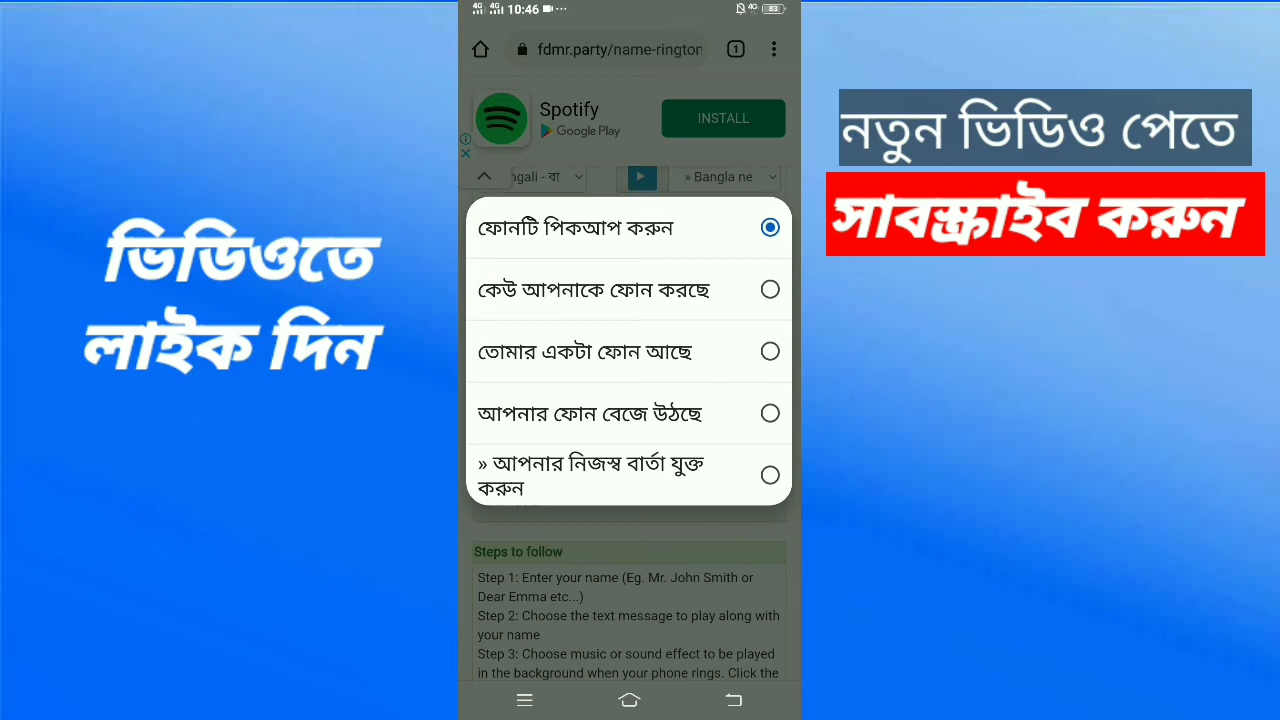 ভিডিওতে
লাইক দিন
4G 4G 10:46 83
fdmr.party/name-rington
1
Spotify
Google Play
INSTALL
ngali - বা
» Bangla ne
ফোনটি পিকআপ করুন
কেউ আপনাকে ফোন করছে
তোমার একটা ফোন আছে
আপনার ফোন বেজে উঠছে
» আপনার নিজস্ব বার্তা যুক্ত
করুন
Steps to follow
Step 1: Enter your name (Eg. Mr. John Smith or
Dear Emma etc...)
Step 2: Choose the text message to play along with
your name
Step 3: Choose music or sound effect to be played
in the background when your phone rings. Click the
নতুন ভিডিও পেতে
সাবস্ক্রাইব করুন